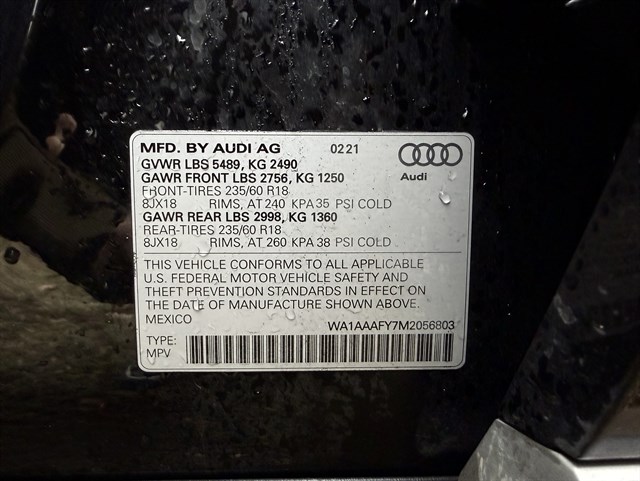 MFD. BY AUDI AG 0221
GVWR LBS 5489, KG 2490
GAWR FRONT LBS 2756, KG 1250
Audi
FRONT-TIRES 235/60 R18
8JX18 RIMS, AT 240 KPA 35 PSI COLD
GAWR REAR LBS 2998, KG 1360
REAR-TIRES 235/60 R18
8JX18 RIMS, AT 260 KPA 38 PSI COLD
THIS VEHICLE CONFORMS TO ALL APPLICABLE
U.S. FEDERAL MOTOR VEHICLE SAFETY AND
THEFT PREVENTION STANDARDS IN EFFECT ON
THE DATE OF MANUFACTURE SHOWN ABOVE.
MEXICO
WA1AAAFY7M2056803
TYPE:
MPV